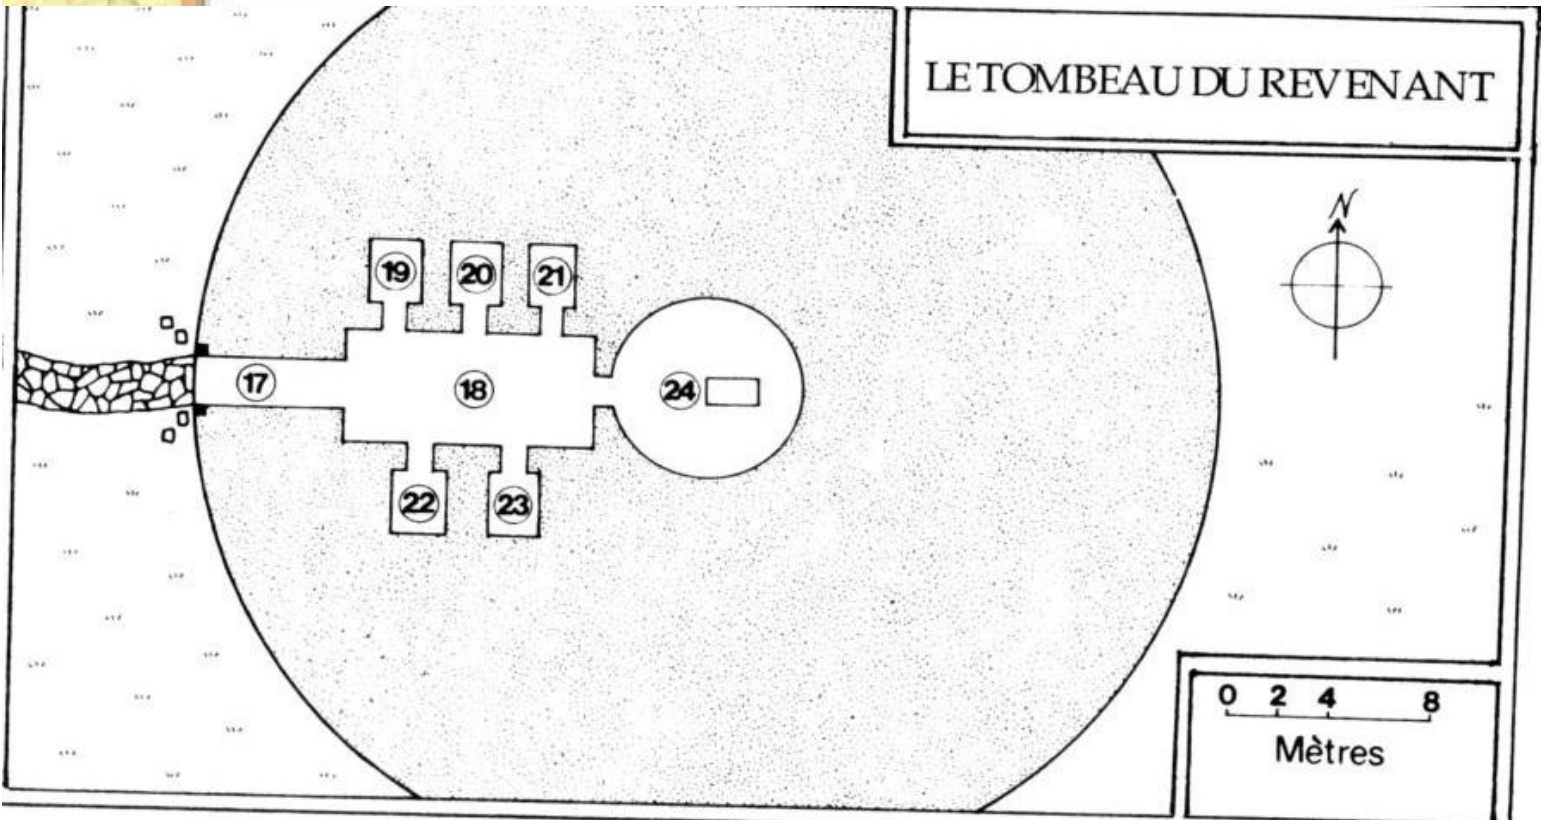 LE TOMBEAU DU REVENANT
N
19 20 21
17 18 24
22 23
0 2 4 8
Mètres